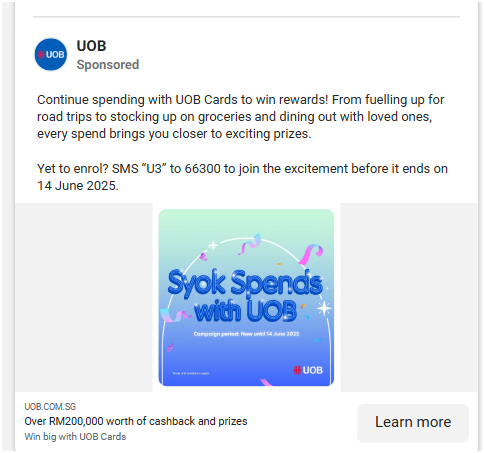 UOB
UOB
Sponsored
Continue spending with UOB Cards to win rewards! From fuelling up for
road trips to stocking up on groceries and dining out with loved ones,
every spend brings you closer to exciting prizes.
Yet to enrol? SMS “U3” to 66300 to join the excitement before it ends on
14 June 2025.
Syok Spends
with UOB
Campaign period: Now until 14 June 2025
UOB
UOB.COM.SG
Over RM200,000 worth of cashback and prizes
Win big with UOB Cards
Learn more